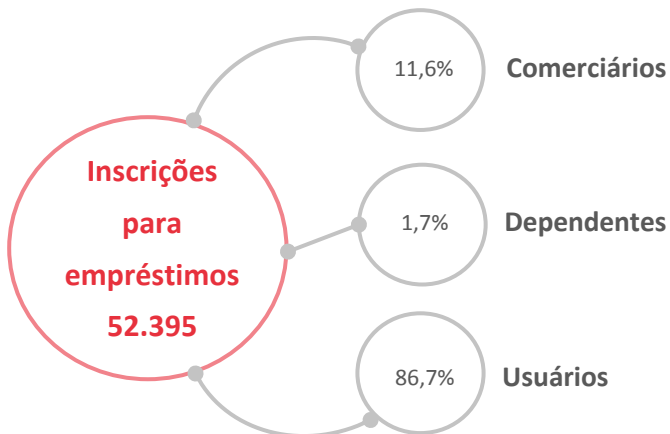 Inscrições
para
empréstimos
52.395
11,6%
Comerciários
1,7%
Dependentes
86,7%
Usuários